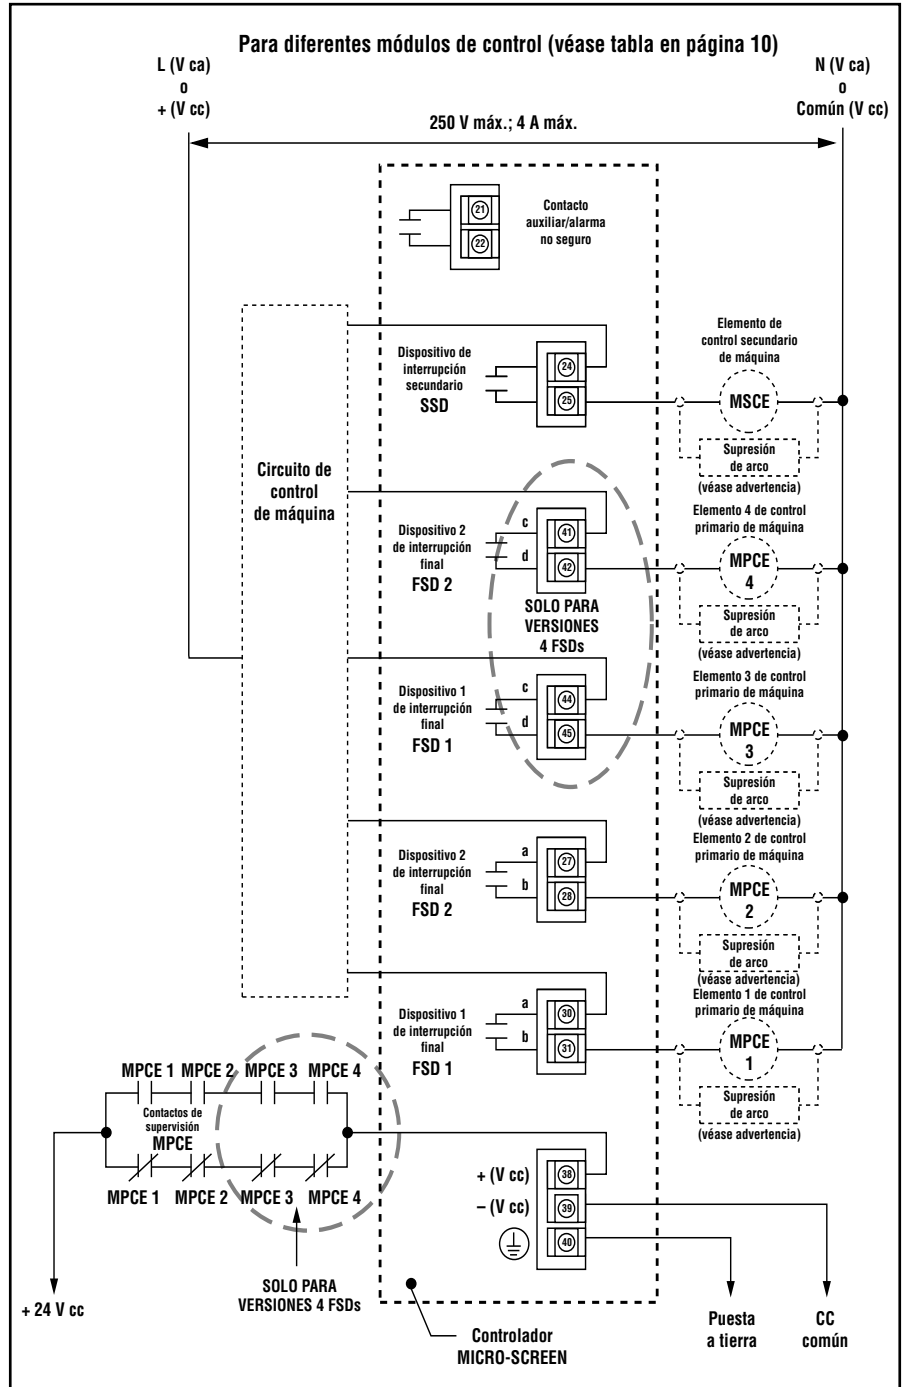 Para diferentes módulos de control (véase tabla en página 10)
L (V ca)
o
+ (V cc)
N (V ca)
o
Común (V cc)
250 V máx.; 4 A máx.
21
22
Contacto
auxiliar/alarma
no seguro
Circuito de
control
de máquina
Dispositivo de
interrupción
secundario
SSD
24
25
Elemento de
control secundario
de máquina
MSCE
Supresión
de arco
(véase advertencia)
Dispositivo 2
de interrupción
final
FSD 2
c
d
41
42
SOLO PARA
VERSIONES
4 FSDs
Elemento 4 de control
primario de máquina
MPCE
4
Supresión
de arco
(véase advertencia)
Dispositivo 1
de interrupción
final
FSD 1
c
d
44
45
Elemento 3 de control
primario de máquina
MPCE
3
Supresión
de arco
(véase advertencia)
Dispositivo 2
de interrupción
final
FSD 2
a
b
27
28
Elemento 2 de control
primario de máquina
MPCE
2
Supresión
de arco
(véase advertencia)
Dispositivo 1
de interrupción
final
FSD 1
a
b
30
31
Elemento 1 de control
primario de máquina
MPCE
1
Supresión
de arco
(véase advertencia)
MPCE 1 MPCE 2 MPCE 3 MPCE 4
Contactos de
supervisión
MPCE
MPCE 1 MPCE 2 MPCE 3 MPCE 4
+ (V cc)
– (V cc)
38
39
40
SOLO PARA
VERSIONES 4 FSDs
+ 24 V cc
Controlador
MICRO-SCREEN
Puesta
a tierra
CC
común